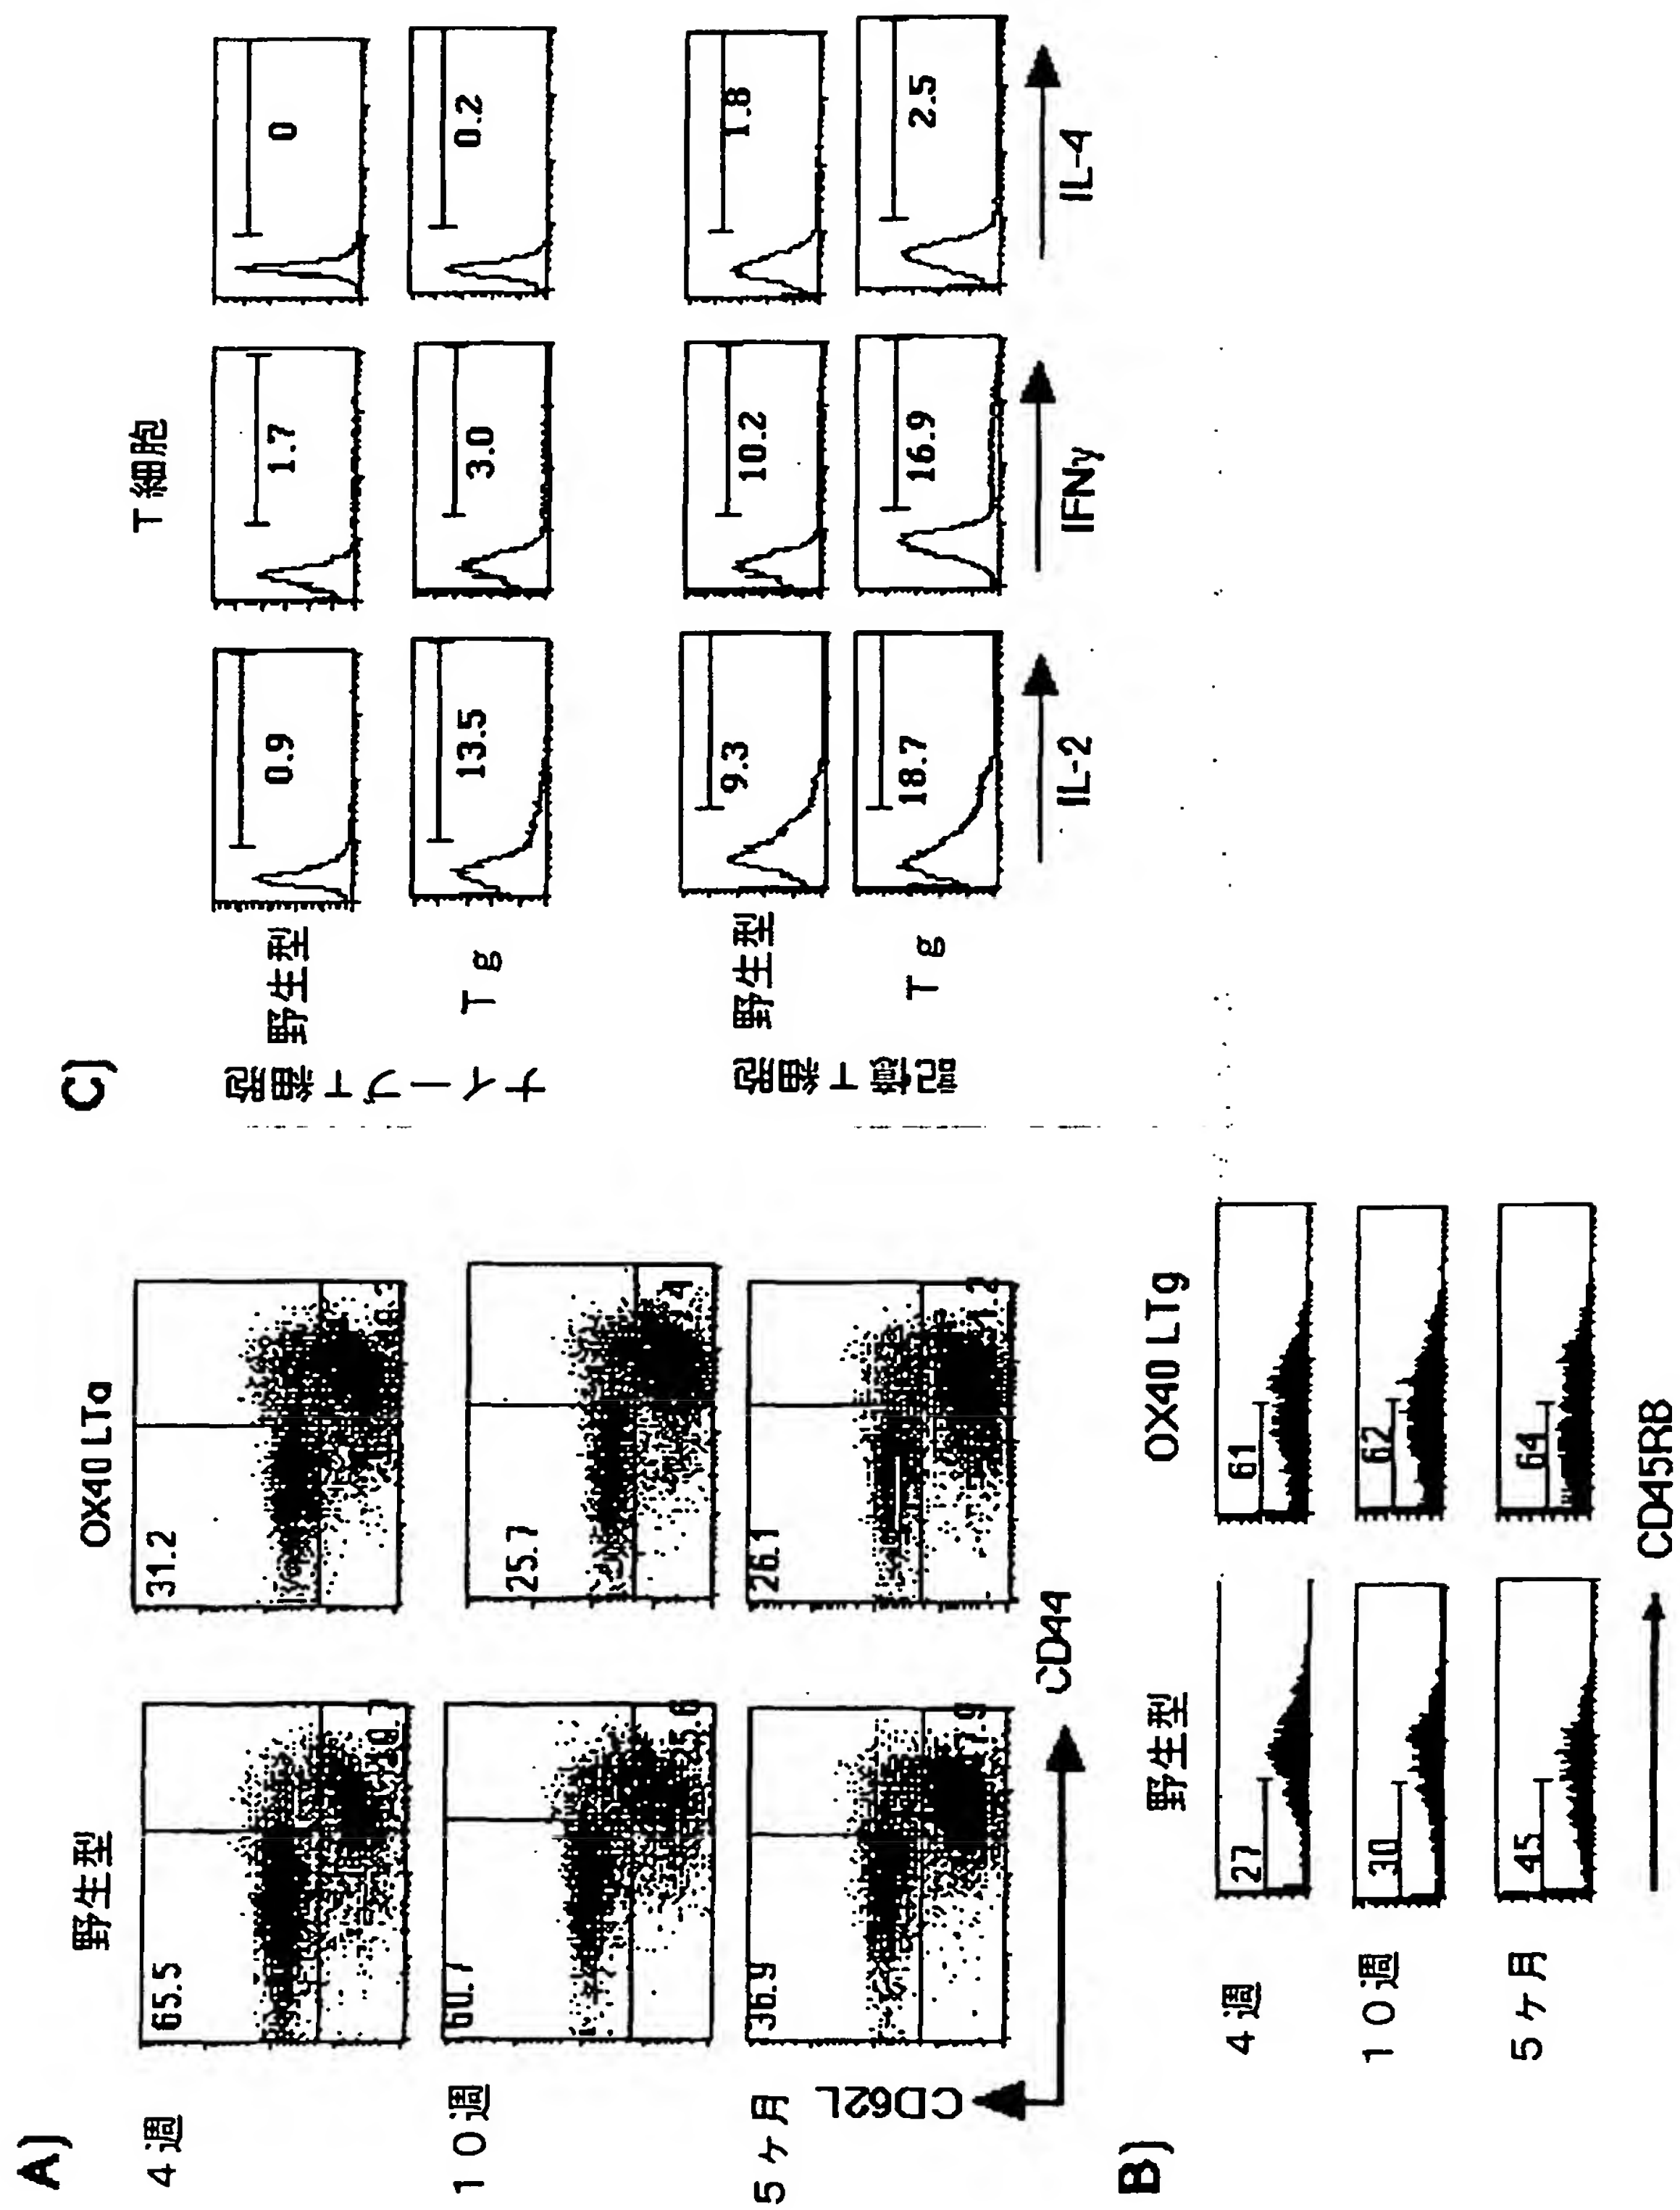 A)
野生型
OX40 LTg
4週
65.5
31.2
10週
60.7
25.7
5ヶ月
36.9
26.1
CD62L
CD44
B)
野生型
OX40 LTg
4週
27
61
10週
30
62
5ヶ月
45
64
CD45RB
C)
T細胞
ナイーブT細胞
野生型
0.9
1.7
0
Tg
13.5
3.0
0.2
記憶T細胞
野生型
9.3
10.2
1.8
Tg
18.7
16.9
2.5
IL-2
IFNγ
IL-4